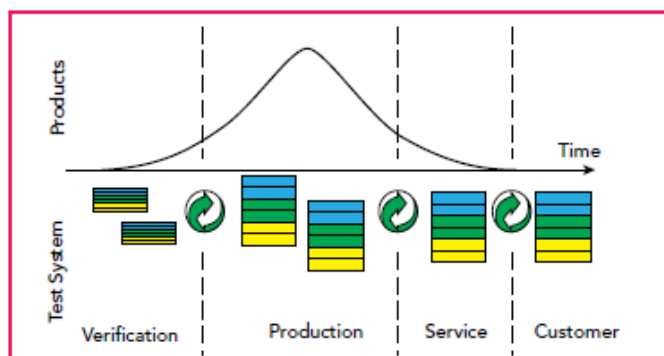 Products
Time
Test System
Verification
Production
Service
Customer